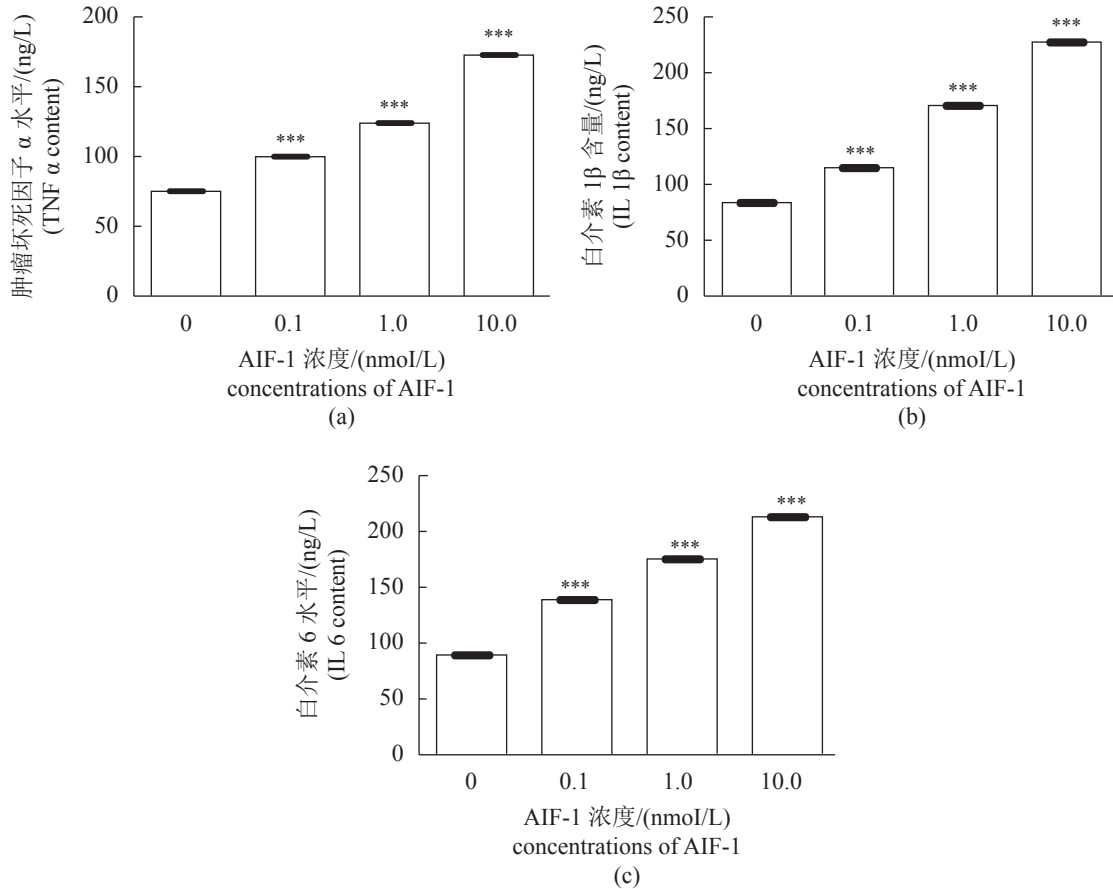 肿瘤坏死因子 α 水平/(ng/L)
(TNF α content)
200
150
100
50
0
***
***
***
0 0.1 1.0 10.0
AIF-1 浓度/(nmoI/L)
concentrations of AIF-1
(a)
白介素 1β 含量/(ng/L)
(IL 1β content)
250
200
150
100
50
0
***
***
***
0 0.1 1.0 10.0
AIF-1 浓度/(nmoI/L)
concentrations of AIF-1
(b)
白介素 6 水平/(ng/L)
(IL 6 content)
250
200
150
100
50
0
***
***
***
0 0.1 1.0 10.0
AIF-1 浓度/(nmoI/L)
concentrations of AIF-1
(c)